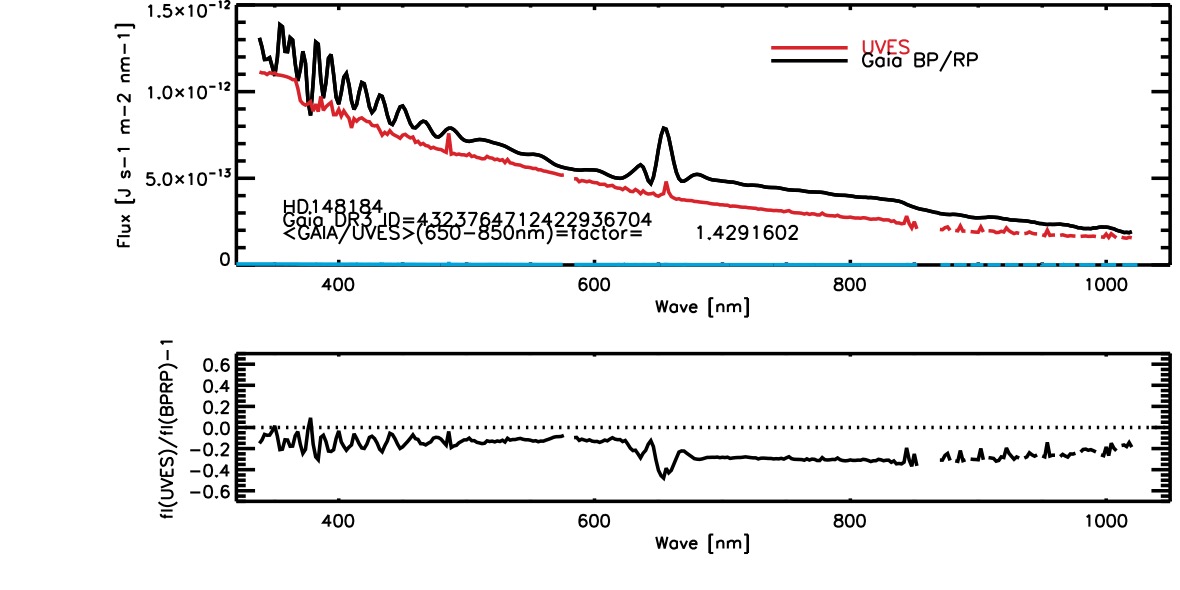 1.5×10−12
1.0×10−12
5.0×10−13
0
Flux [J s−1 m−2 nm−1]
UVES
Gaia BP/RP
HD148184
Gaia DR3 ID=4323764712422936704
<GAIA/UVES>(650−850nm)=factor= 1.4291602
400 600 800 1000
Wave [nm]
0.6
0.4
0.2
0.0
−0.2
−0.4
−0.6
fl(UVES)/fl(BPRP)−1
400 600 800 1000
Wave [nm]